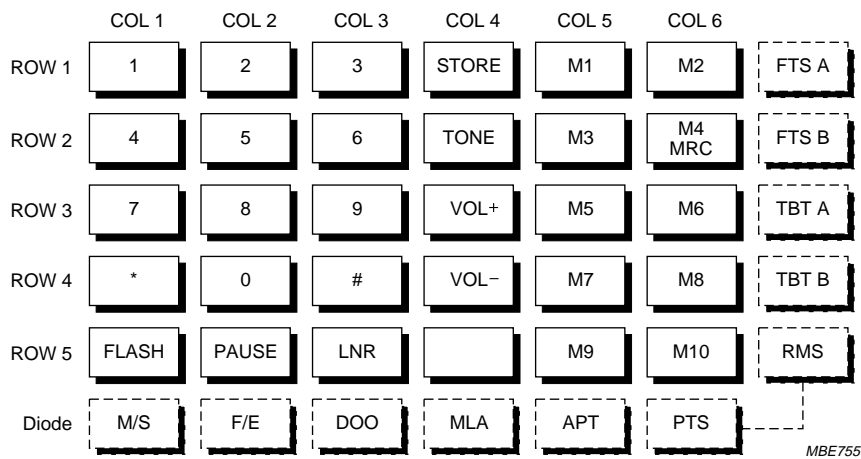 COL 1 COL 2 COL 3 COL 4 COL 5 COL 6
ROW 1 1 2 3 STORE M1 M2 FTS A
ROW 2 4 5 6 TONE M3 M4 MRC FTS B
ROW 3 7 8 9 VOL+ M5 M6 TBT A
ROW 4 * 0 # VOL− M7 M8 TBT B
ROW 5 FLASH PAUSE LNR M9 M10 RMS
Diode M/S F/E DOO MLA APT PTS
MBE755